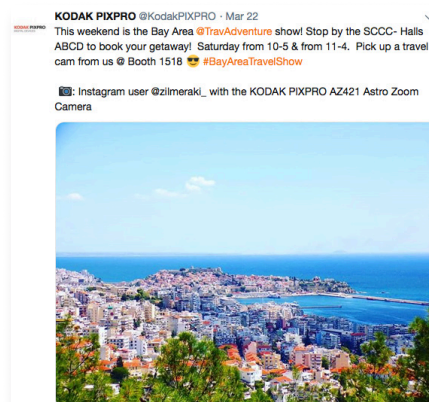 KODAK PIXPRO @KodakPIXPRO · Mar 22
This weekend is the Bay Area @TravAdventure show! Stop by the SCCC- Halls
ABCD to book your getaway! Saturday from 10-5 & from 11-4. Pick up a travel
cam from us @ Booth 1518 😎 #BayAreaTravelShow
📷: Instagram user @zilmeraki_ with the KODAK PIXPRO AZ421 Astro Zoom
Camera